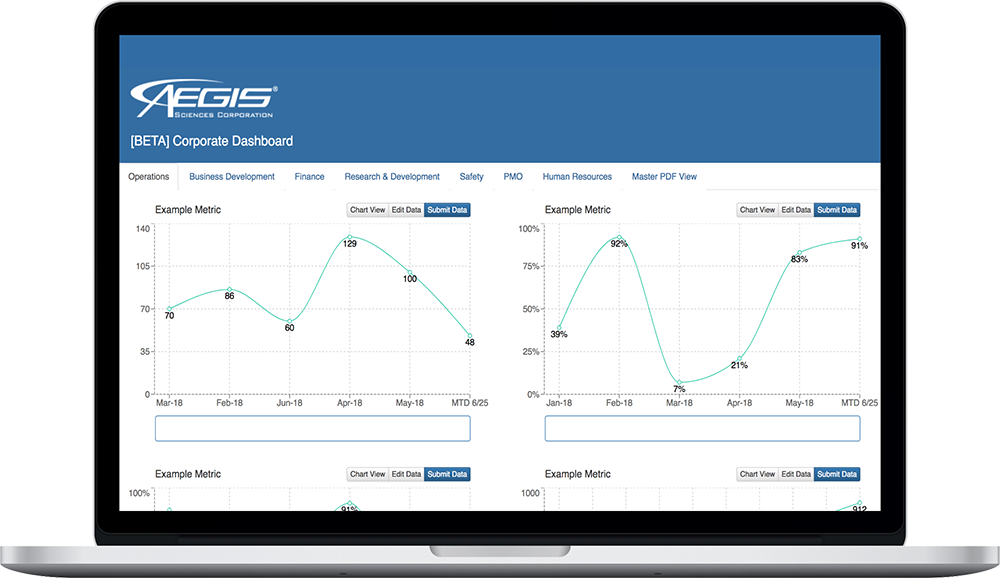 AEGIS®
SCIENCES CORPORATION
[BETA] Corporate Dashboard
Operations Business Development Finance Research & Development Safety PMO Human Resources Master PDF View
Example Metric Chart View Edit Data Submit Data
140
105
70
35
0
70
86
60
129
100
48
Mar-18 Feb-18 Jun-18 Apr-18 May-18 MTD 6/25
Example Metric Chart View Edit Data Submit Data
100%
75%
50%
25%
0%
39%
92%
7%
21%
83%
91%
Jan-18 Feb-18 Mar-18 Apr-18 May-18 MTD 6/25
Example Metric Chart View Edit Data Submit Data
100%
91%
Example Metric Chart View Edit Data Submit Data
1000
912